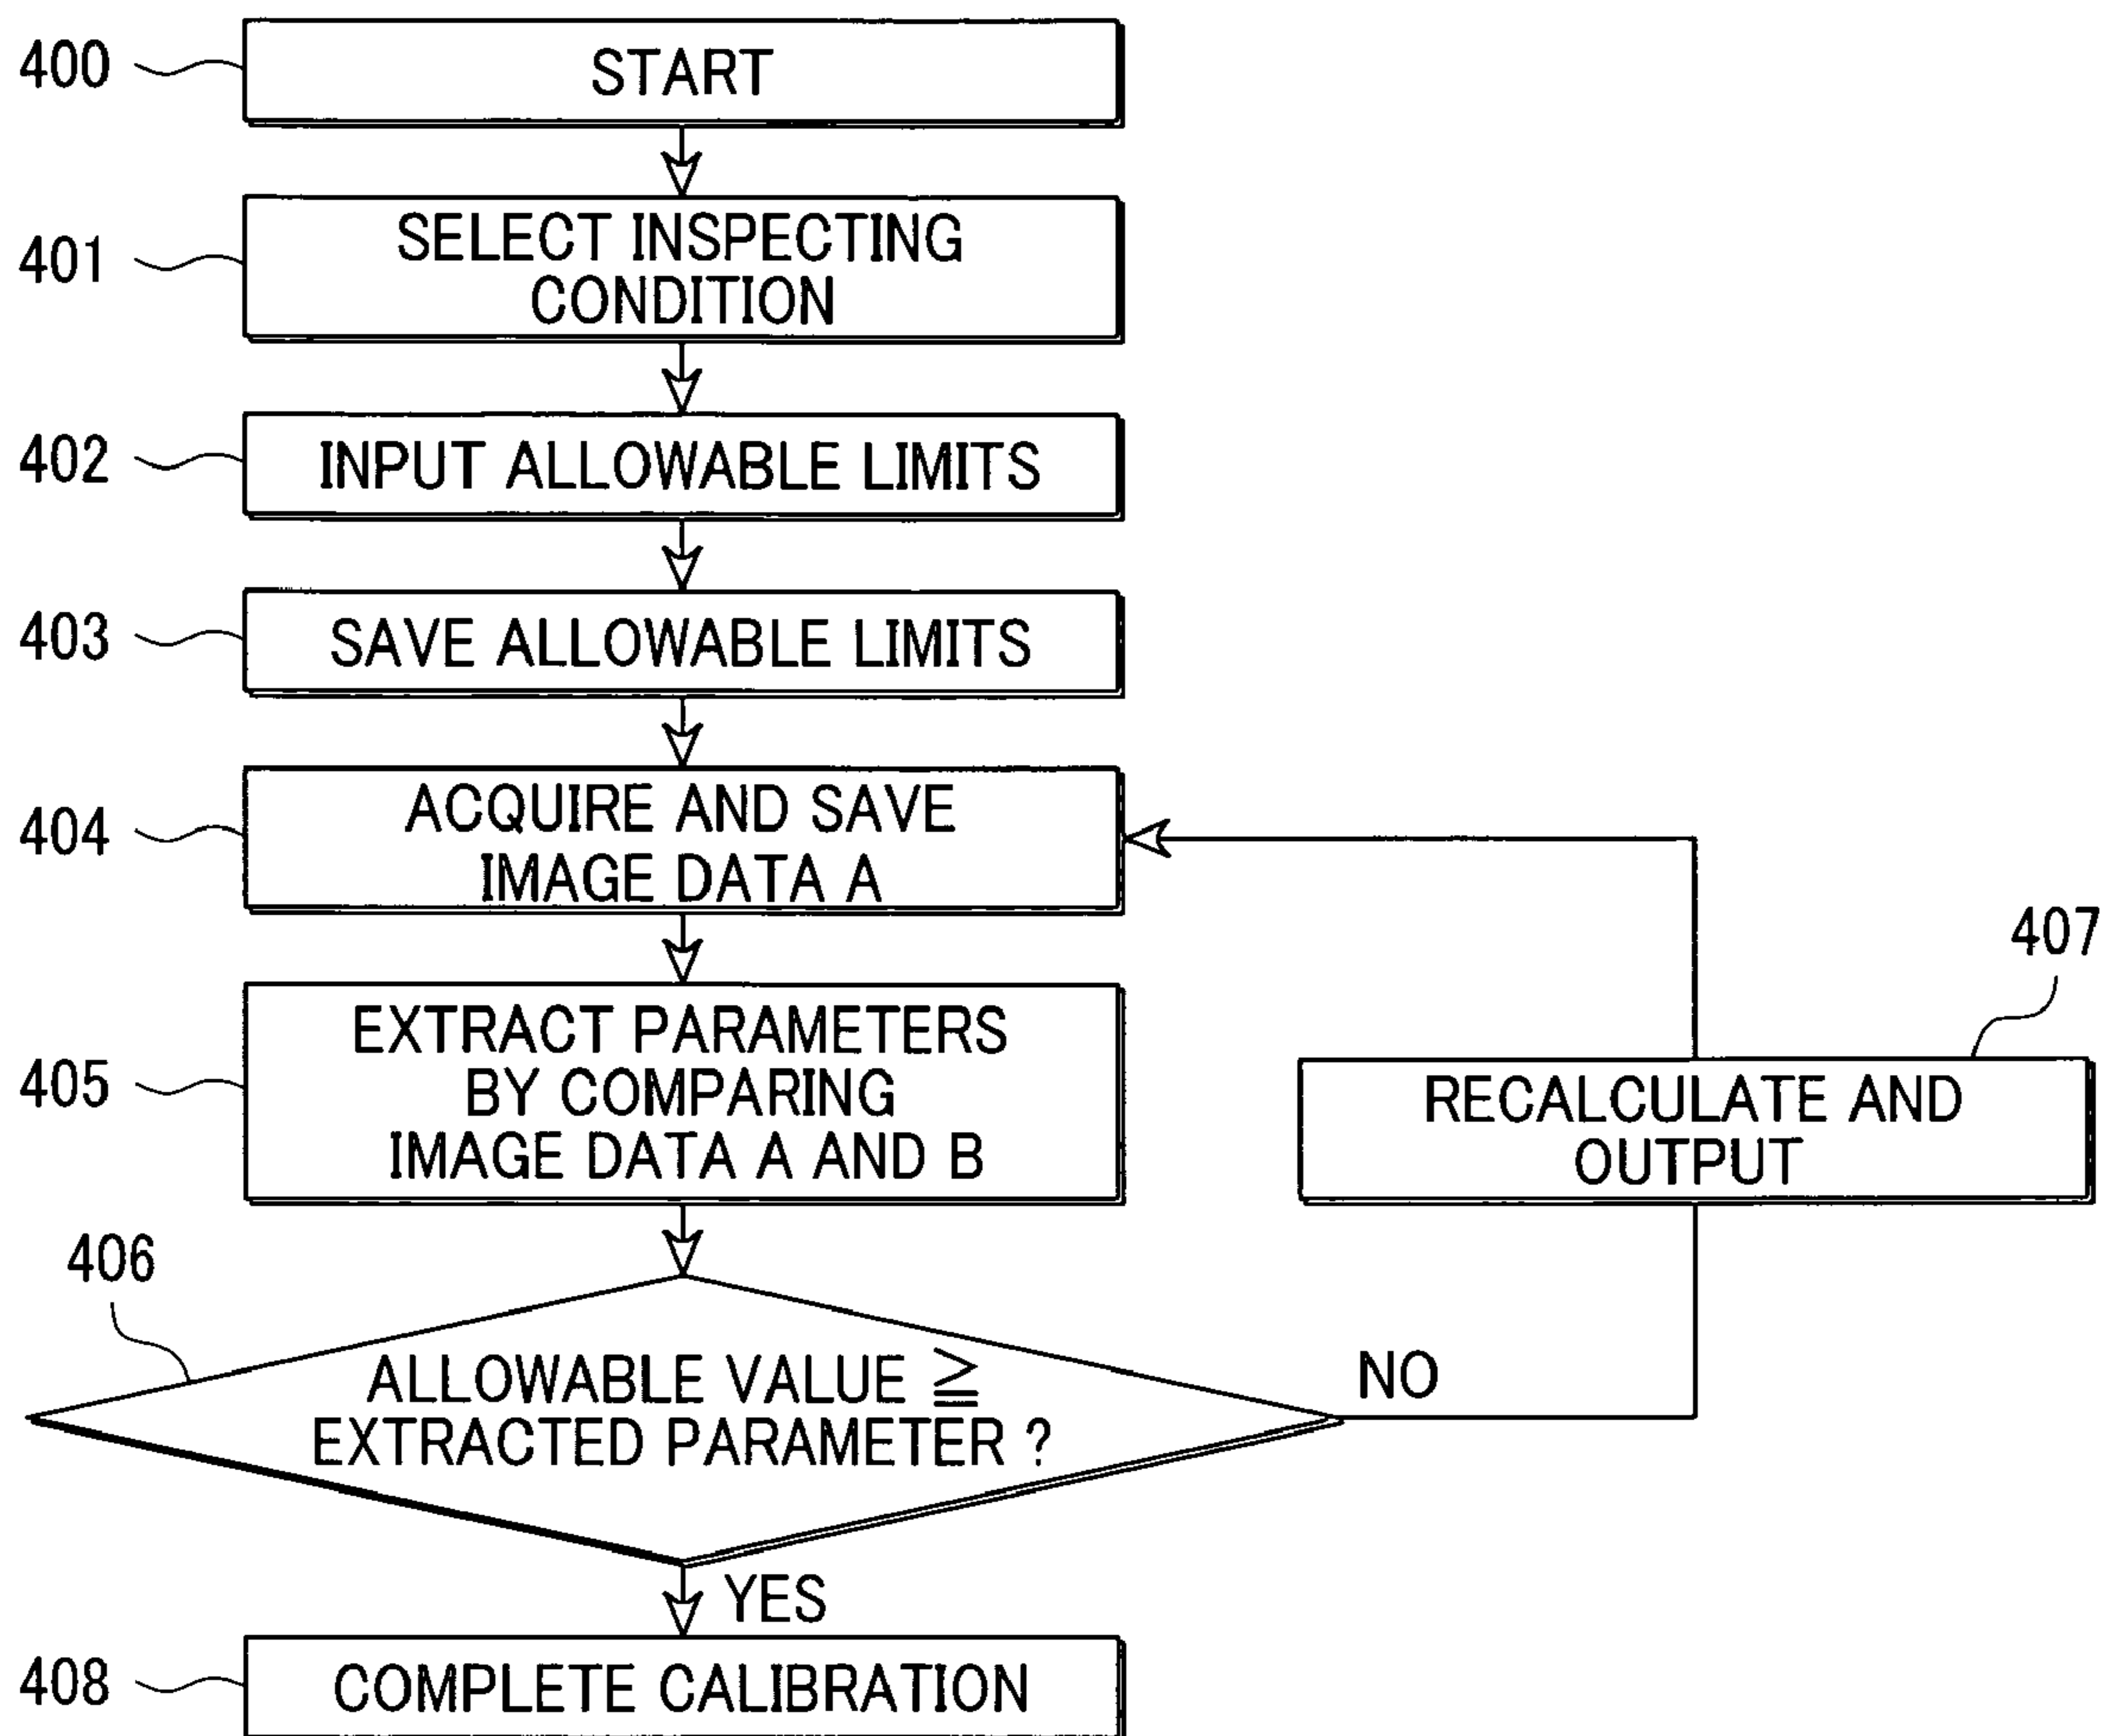 400
START
401
SELECT INSPECTING
CONDITION
402
INPUT ALLOWABLE LIMITS
403
SAVE ALLOWABLE LIMITS
404
ACQUIRE AND SAVE
IMAGE DATA A
405
EXTRACT PARAMETERS
BY COMPARING
IMAGE DATA A AND B
407
RECALCULATE AND
OUTPUT
406
ALLOWABLE VALUE ≧
EXTRACTED PARAMETER ?
NO
YES
408
COMPLETE CALIBRATION